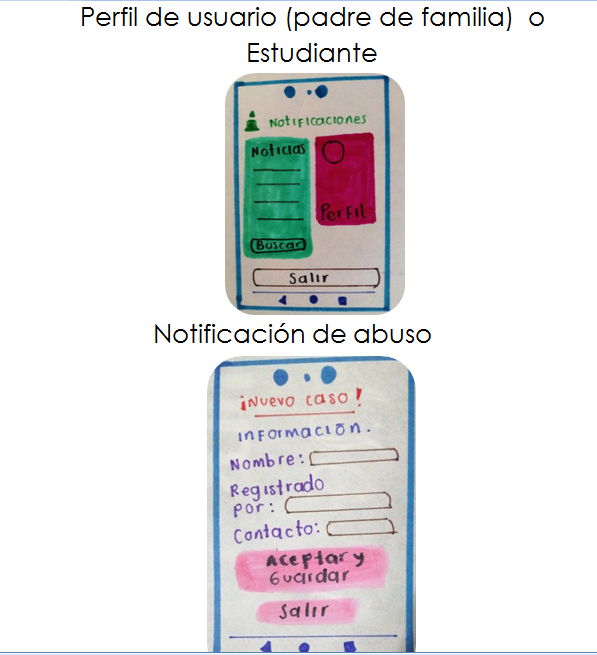 Perfil de usuario (padre de familia) o
Estudiante
Notificaciones
Noticias
Perfil
Buscar
Salir
Notificación de abuso
¡Nuevo caso!
Información.
Nombre:
Registrado
por:
Contacto:
Aceptar y
Guardar
Salir